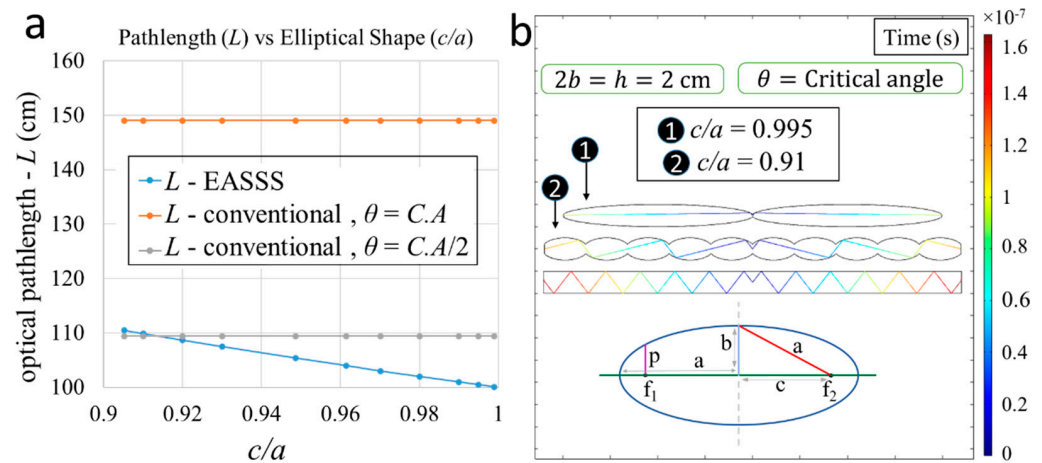 a
Pathlength (L) vs Elliptical Shape (c/a)
optical pathlength - L (cm)
160
150
140
130
120
110
100
L - EASSS
L - conventional , θ = C.A
L - conventional , θ = C.A/2
0.9 0.92 0.94 0.96 0.98 1
c/a
b
Time (s)
2b = h = 2 cm
θ = Critical angle
1 c/a = 0.995
2 c/a = 0.91
1
2
p
a
b
a
c
f1
f2
×10-7
1.6
1.4
1.2
1
0.8
0.6
0.4
0.2
0